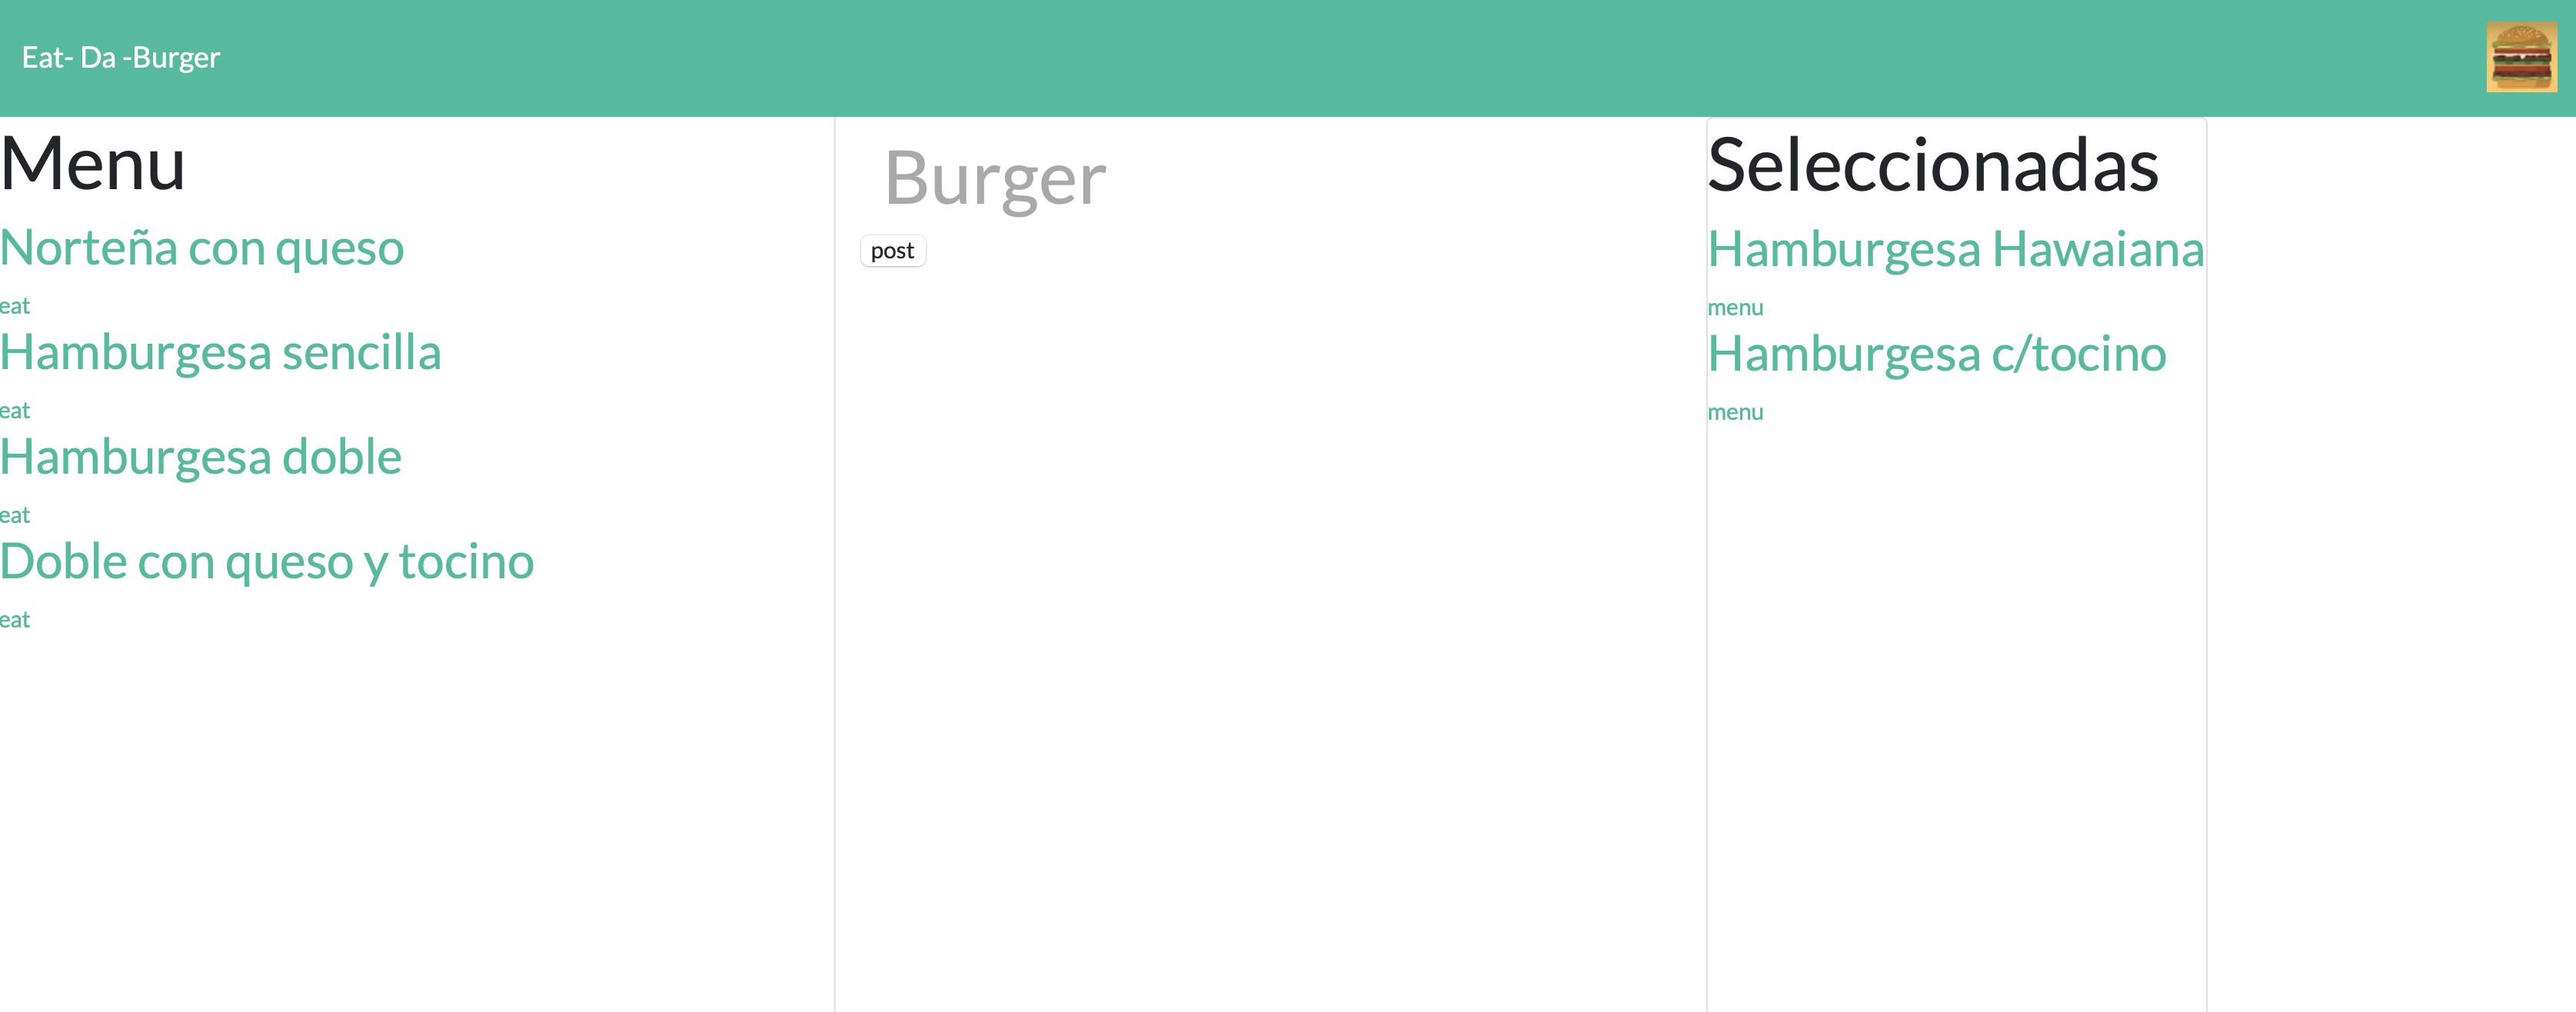 Eat- Da -Burger
Menu
Norteña con queso
eat
Hamburgesa sencilla
eat
Hamburgesa doble
eat
Doble con queso y tocino
eat
Burger
post
Seleccionadas
Hamburgesa Hawaiana
menu
Hamburgesa c/tocino
menu